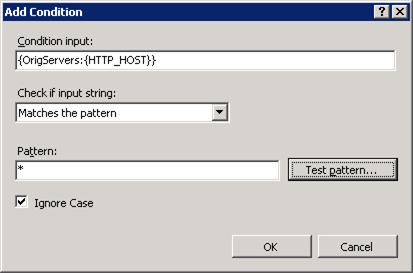 Add Condition
Condition input:
{OrigServers:{HTTP_HOST}}
Check if input string:
Matches the pattern
Pattern:
*
Test pattern...
Ignore Case
OK
Cancel